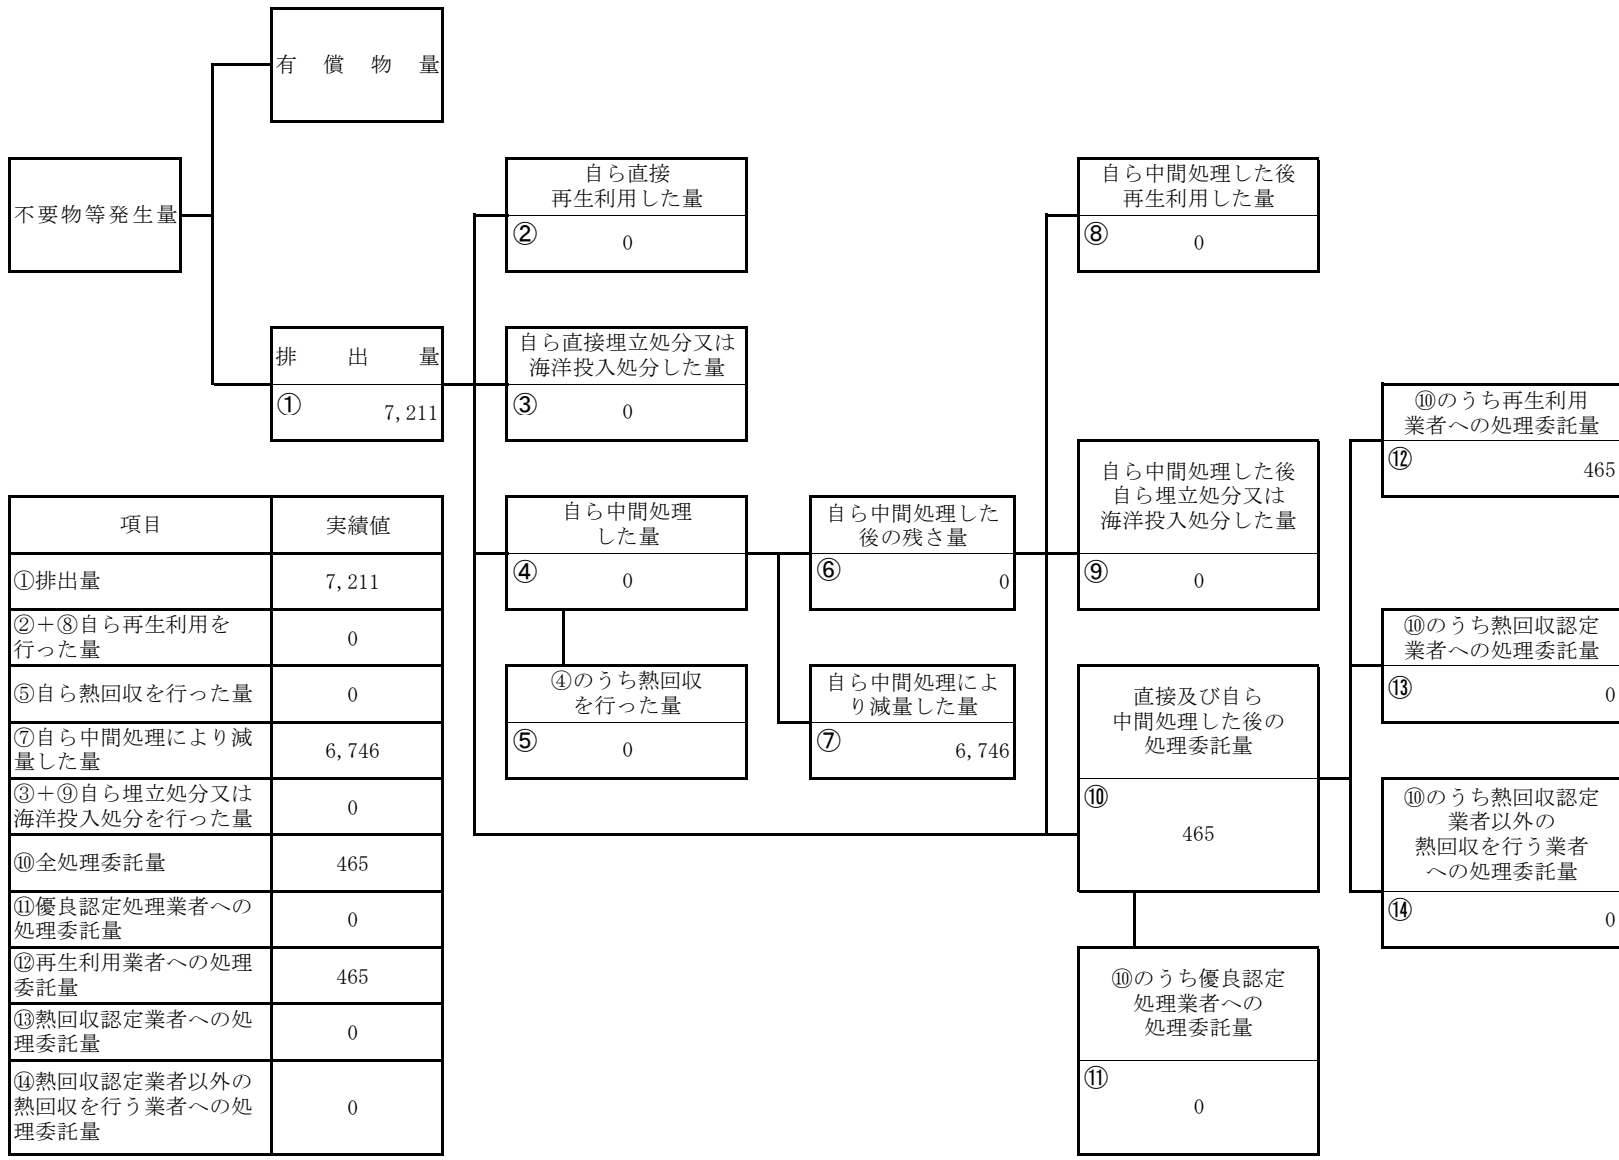 有償物量
不要物等発生量
排出量
① 7,211
自ら直接
再生利用した量
② 0
自ら直接埋立処分又は
海洋投入処分した量
③ 0
自ら中間処理
した量
④ 0
④のうち熱回収
を行った量
⑤ 0
自ら中間処理した
後の残さ量
⑥ 0
自ら中間処理によ
り減量した量
⑦ 6,746
自ら中間処理した後
再生利用した量
⑧ 0
自ら中間処理した後
自ら埋立処分又は
海洋投入処分した量
⑨ 0
直接及び自ら
中間処理した後の
処理委託量
⑩
465
⑩のうち優良認定
処理業者への
処理委託量
⑪
0
⑩のうち再生利用
業者への処理委託量
⑫ 465
⑩のうち熱回収認定
業者への処理委託量
⑬ 0
⑩のうち熱回収認定
業者以外の
熱回収を行う業者
への処理委託量
⑭ 0
項目 実績値
①排出量 7,211
②+⑧自ら再生利用を
行った量 0
⑤自ら熱回収を行った量 0
⑦自ら中間処理により減
量した量 6,746
③+⑨自ら埋立処分又は
海洋投入処分を行った量 0
⑩全処理委託量 465
⑪優良認定処理業者への
処理委託量 0
⑫再生利用業者への処理
委託量 465
⑬熱回収認定業者への処
理委託量 0
⑭熱回収認定業者以外の
熱回収を行う業者への処
理委託量 0